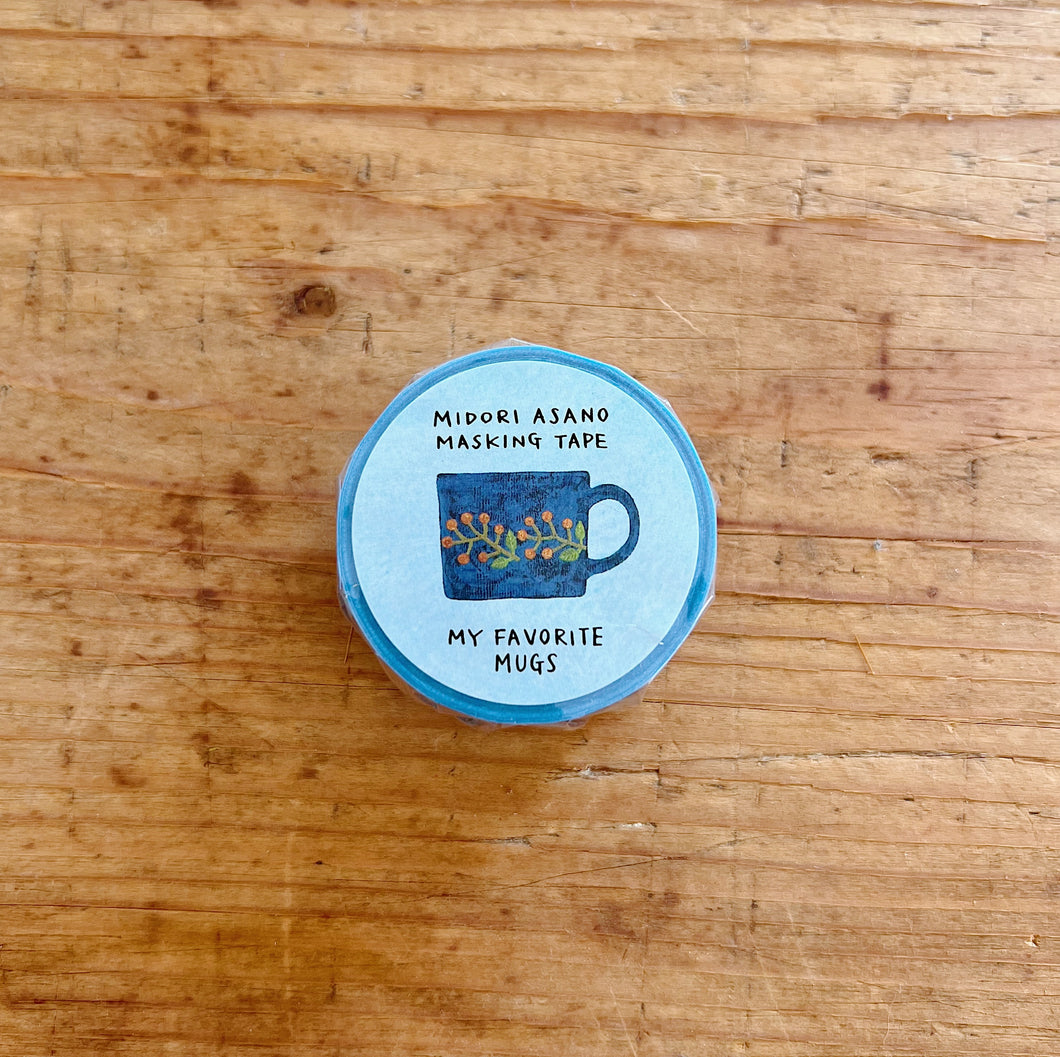 MIDORI ASANO
MASKING TAPE
MY FAVORITE
MUGS